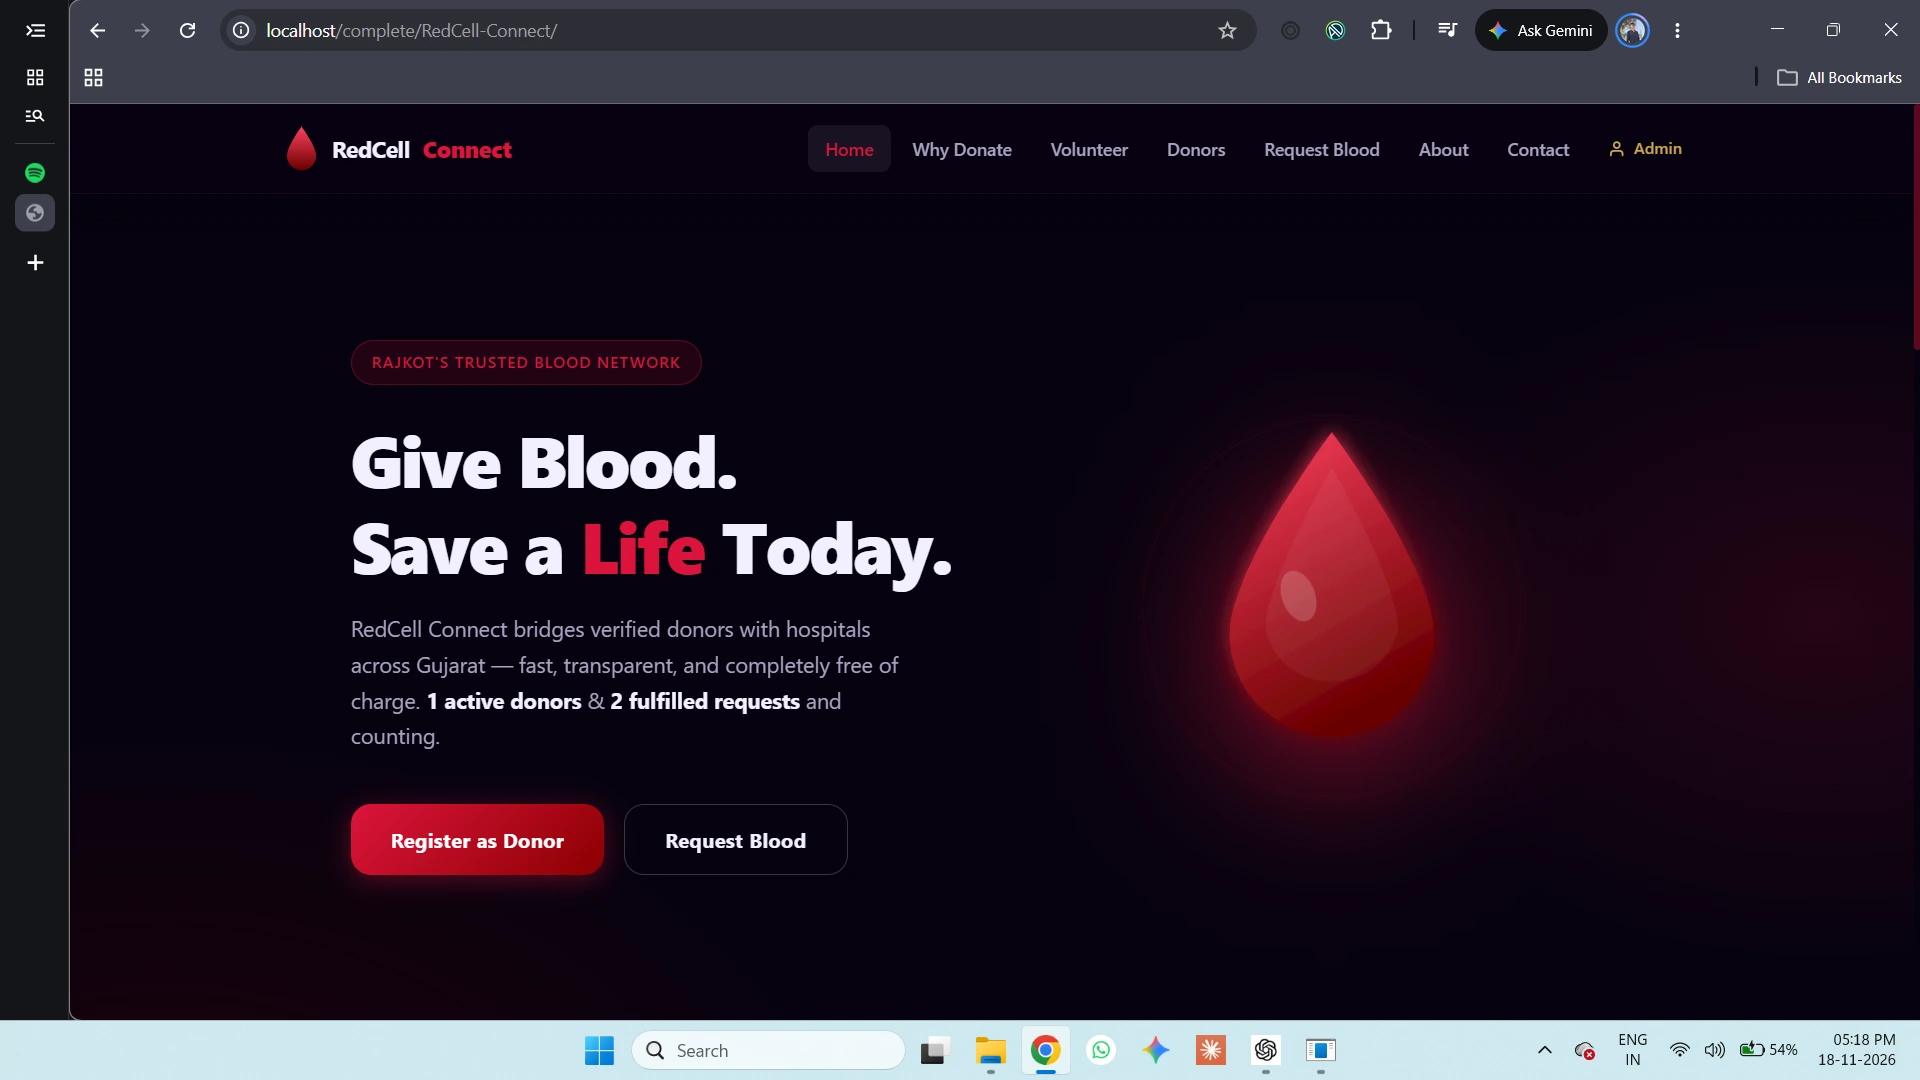 localhost/complete/RedCell-Connect/
Ask Gemini
All Bookmarks
RedCell Connect
Home
Why Donate
Volunteer
Donors
Request Blood
About
Contact
Admin
RAJKOT'S TRUSTED BLOOD NETWORK
Give Blood.
Save a Life Today.
RedCell Connect bridges verified donors with hospitals
across Gujarat — fast, transparent, and completely free of
charge. 1 active donors & 2 fulfilled requests and
counting.
Register as Donor
Request Blood
Search
ENG
IN
54%
05:18 PM
18-11-2026